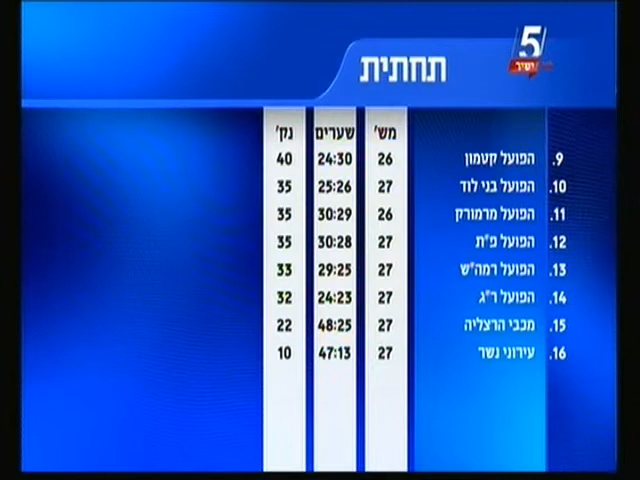 5
ישיר
תחתית
מש' שערים נק'
9. הפועל קטמון 26 24:30 40
10. הפועל בני לוד 27 25:26 35
11. הפועל מרמורק 26 30:29 35
12. הפועל פ"ת 27 30:28 35
13. הפועל רמה"ש 27 29:25 33
14. הפועל ר"ג 27 24:23 32
15. מכבי הרצליה 27 48:25 22
16. עירוני נשר 27 47:13 10